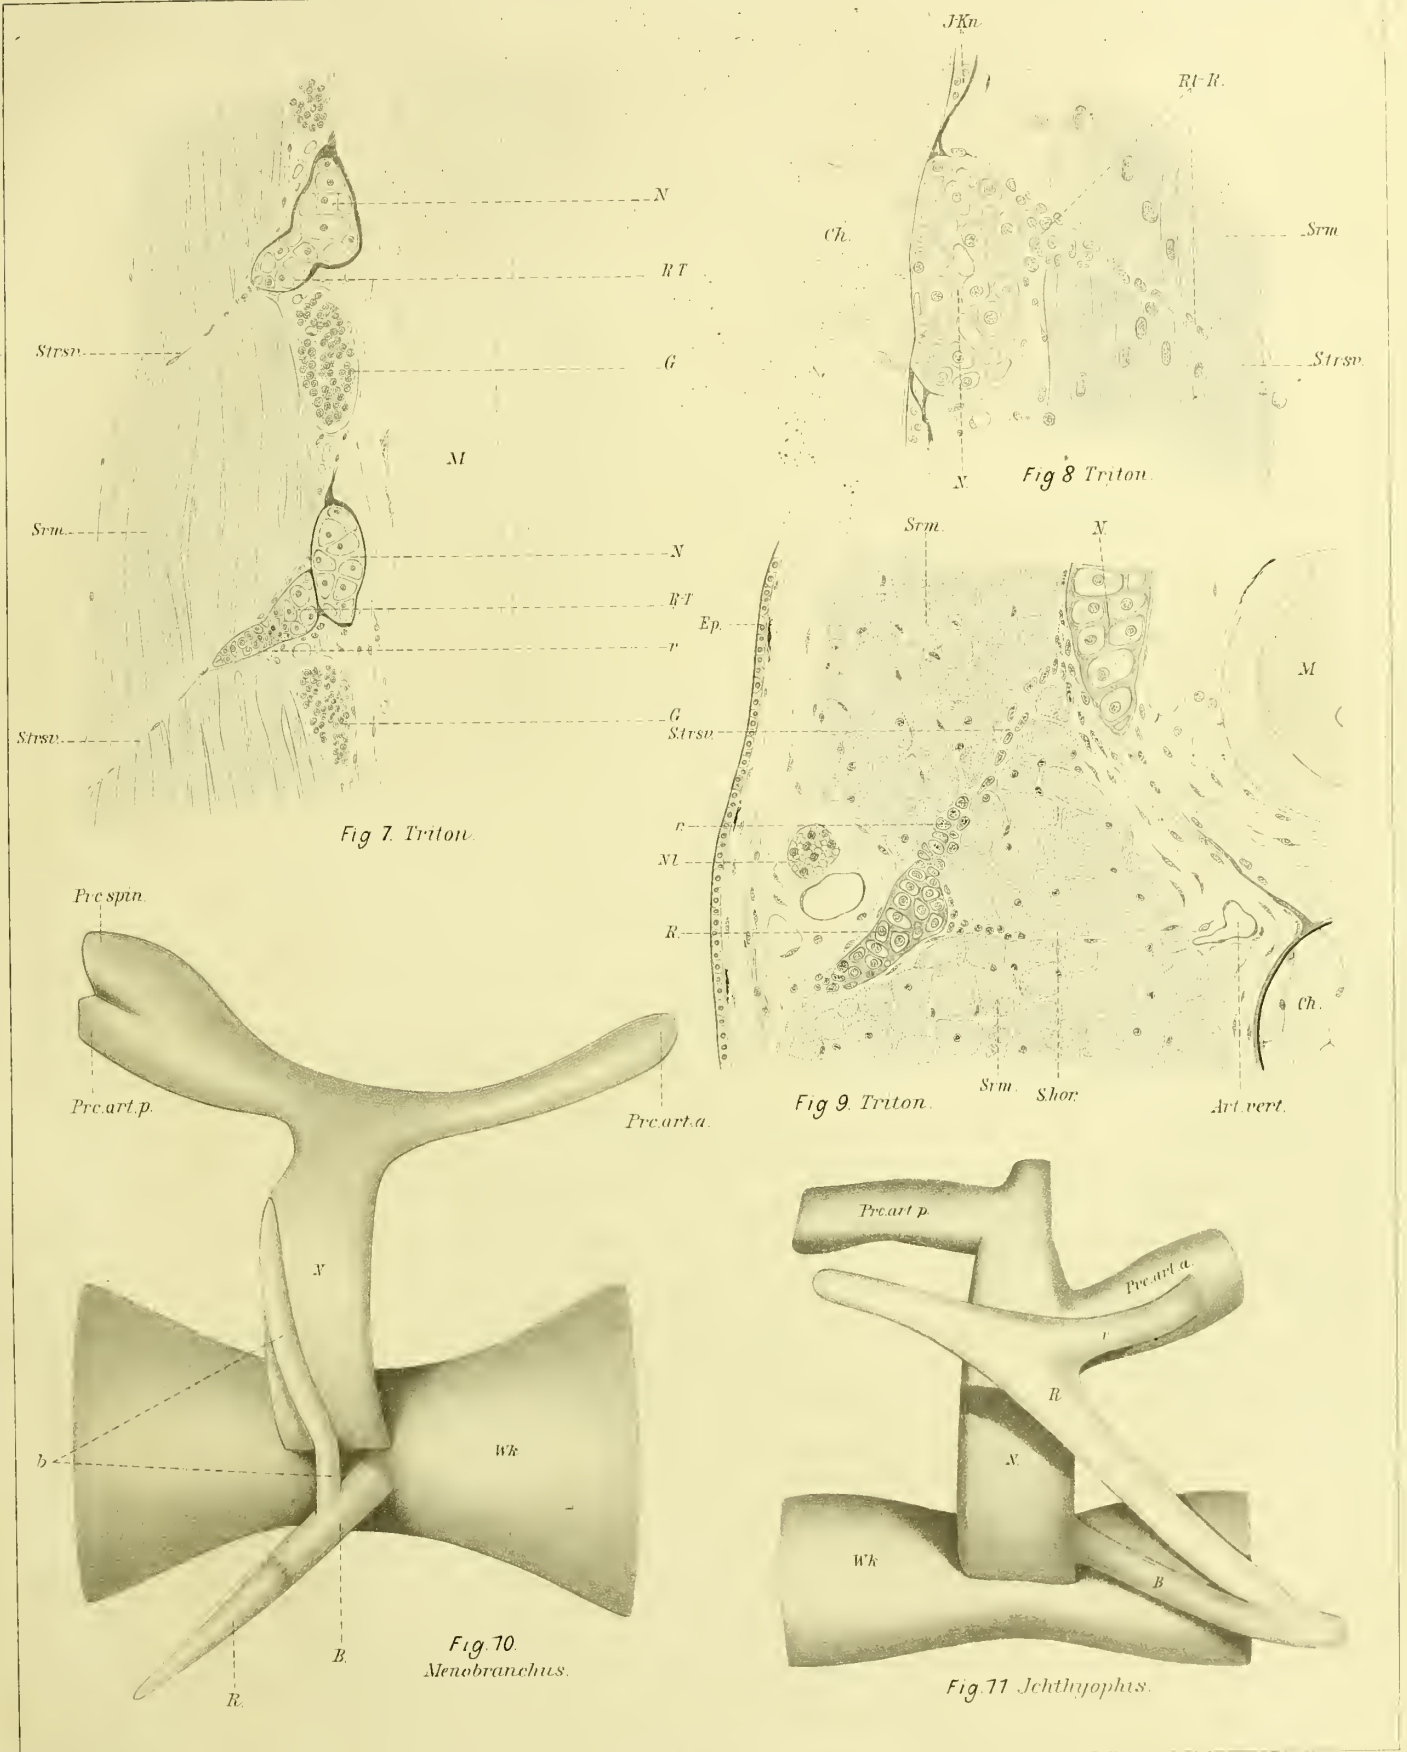 J-Kn
Rt-R.
N
Ch.
Srm
R T
Strsv.
G
Strsv.
M
N.
Fig 8 Triton.
Srm.
N
Srm.
N.
R-T
Ep.
r
M
G
Strsv.
Strsv.
r.
Fig 7. Triton.
Nl
Prc spin.
R.
Ch.
Srm.
S.hor.
Fig 9. Triton.
Art. vert.
Prc.art.p.
Prc.art.a.
Prc.art p.
N
Prc.art.a.
r
R
b
Wk
N.
Wk
B
Fig. 10.
Menobranchus.
B.
R.
Fig. 11 Jchthyophis.